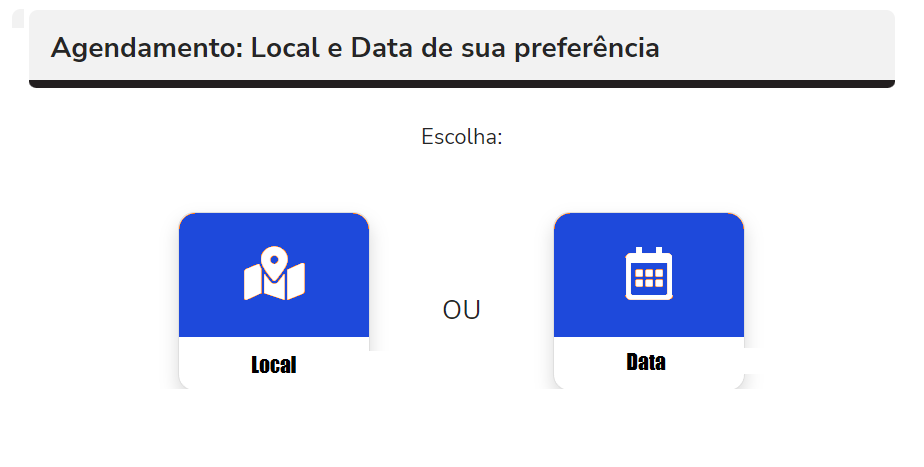 Agendamento: Local e Data de sua preferência
Escolha:
OU
Local
Data